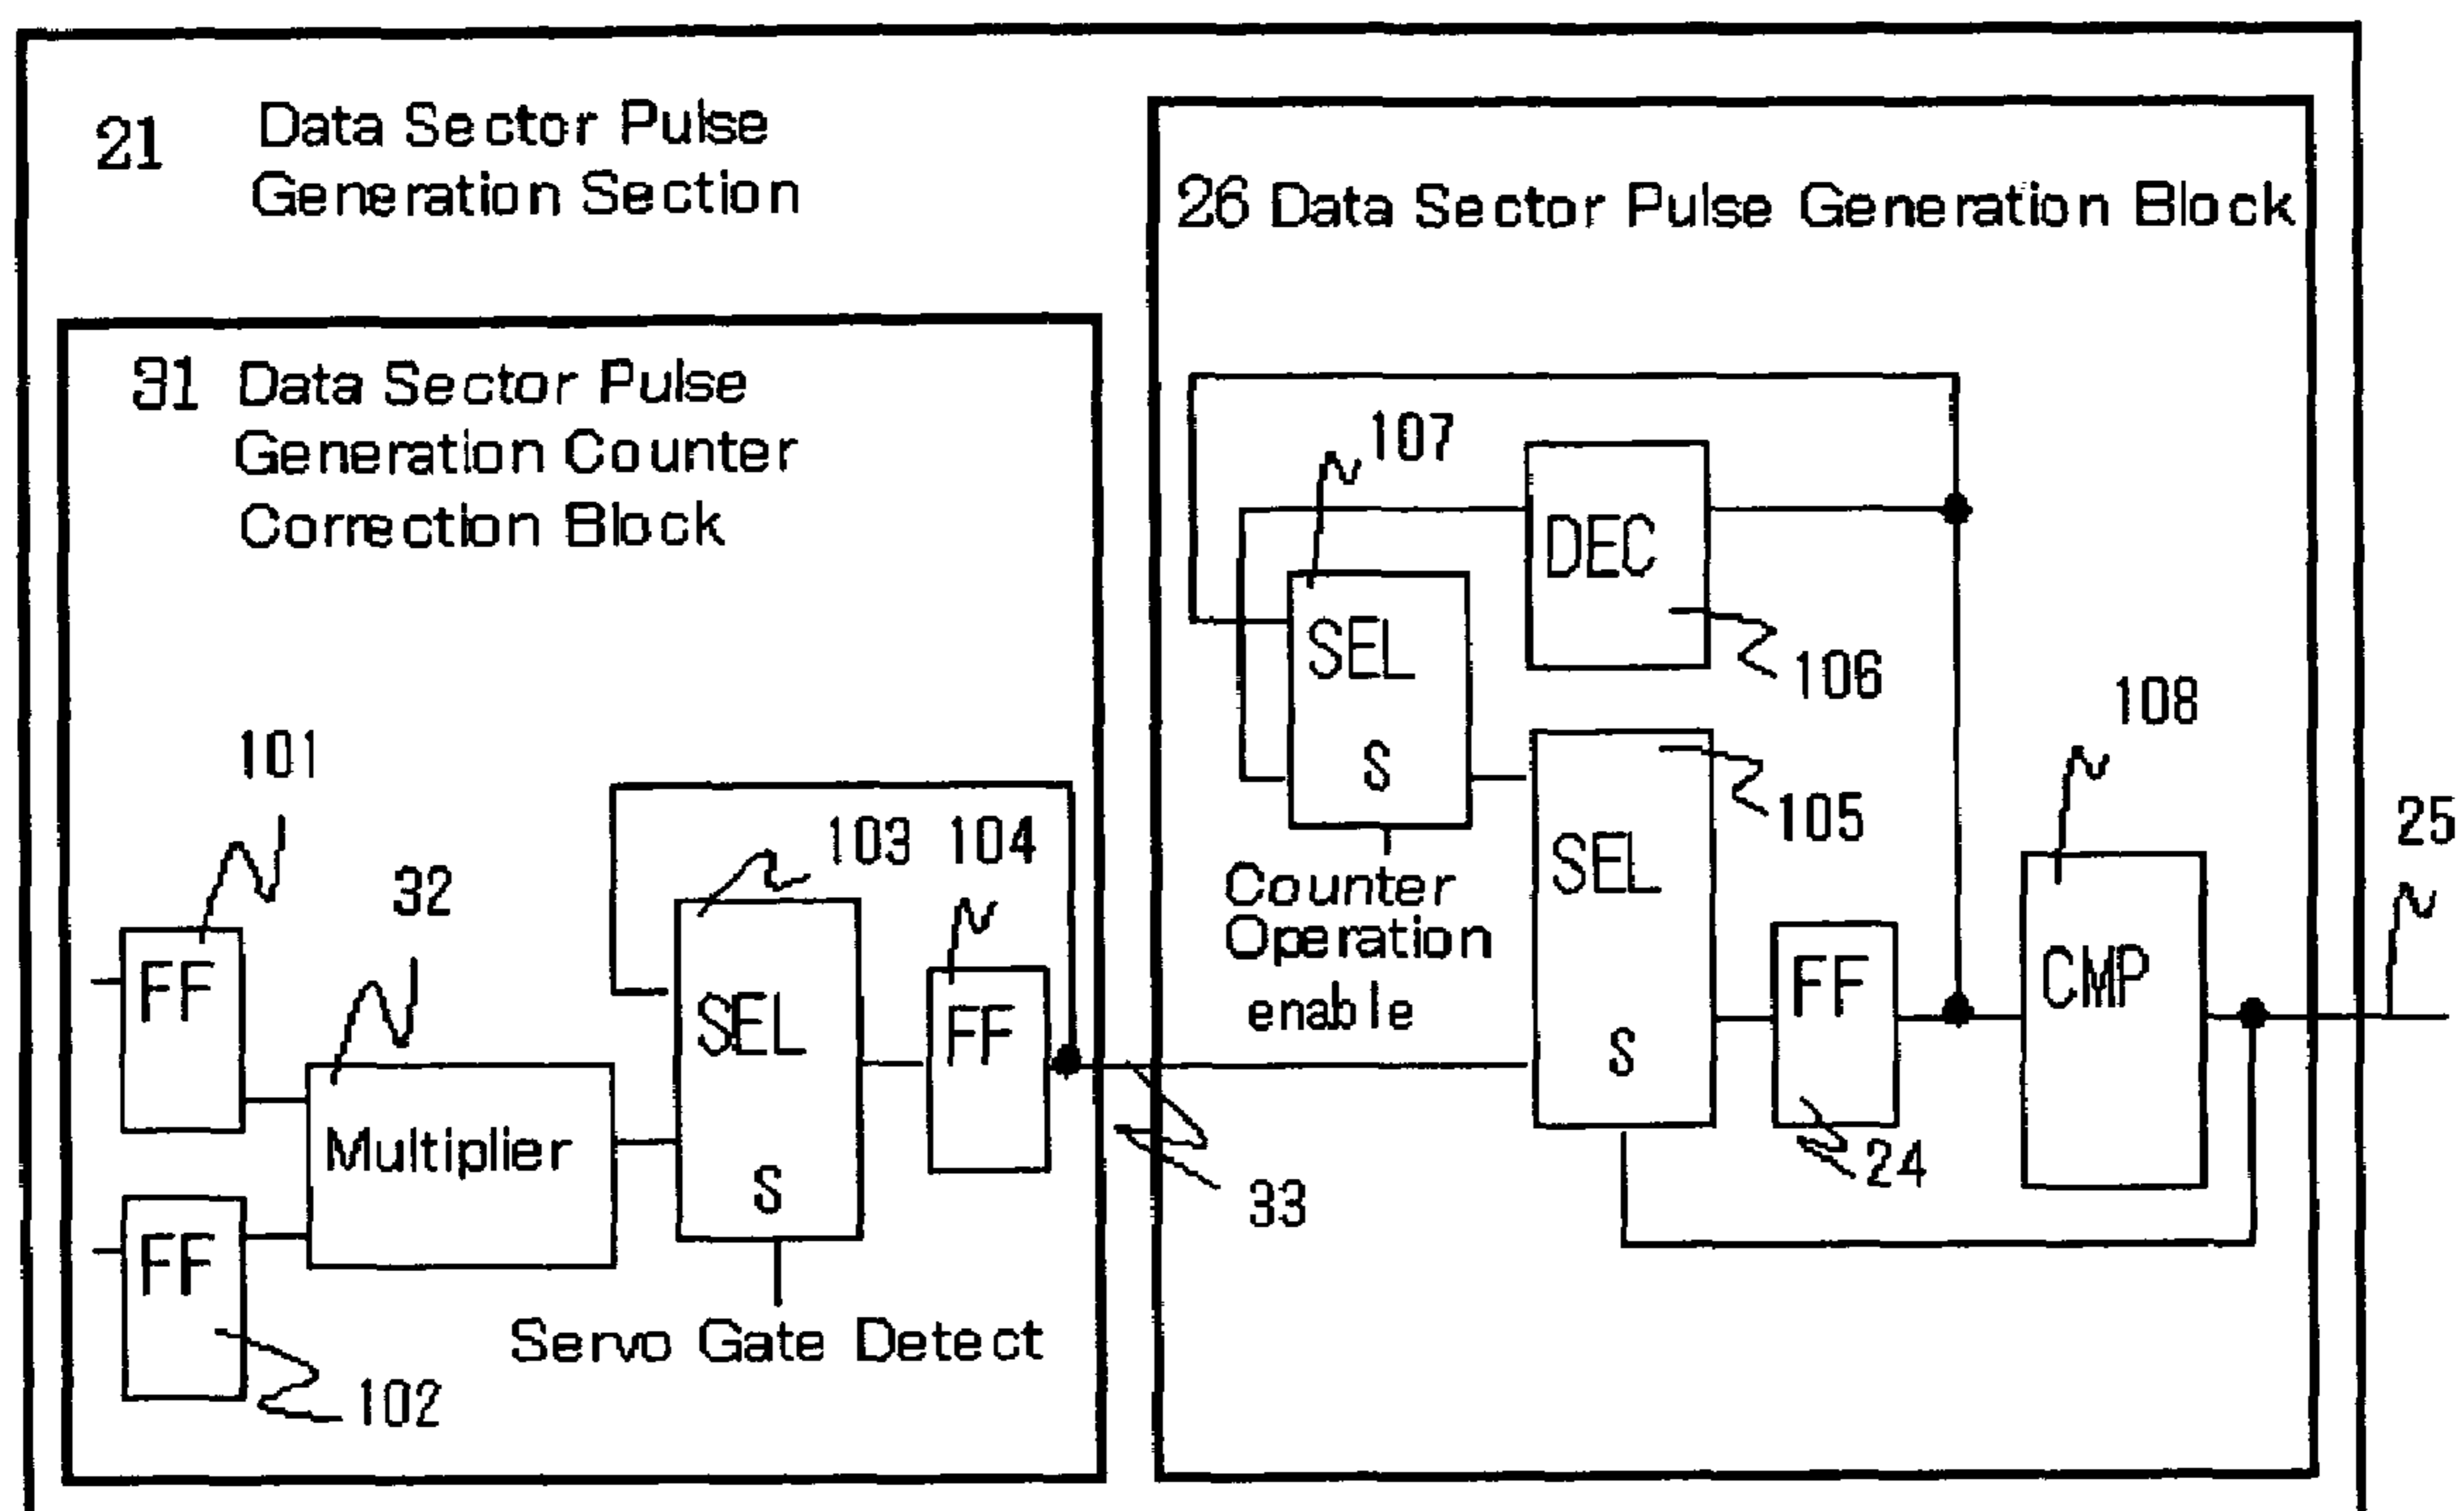 21 Data Sector Pulse
Generation Section
26 Data Sector Pulse Generation Block
31 Data Sector Pulse
Generation Counter
Correction Block
107
DEC
SEL
S
106
108
101
103
104
105
25
32
Counter
Operation
enable
SEL
S
FF
SEL
S
FF
FF
CMP
Multiplier
24
33
FF
Servo Gate Detect
102